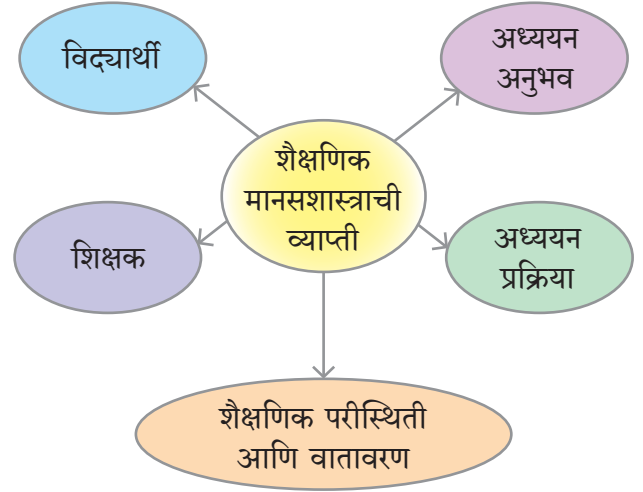 विद्यार्थी
अध्ययन
अनुभव
शैक्षणिक
मानसशास्त्राची
व्याप्ती
शिक्षक
अध्ययन
प्रक्रिया
शैक्षणिक परीस्थिती
आणि वातावरण